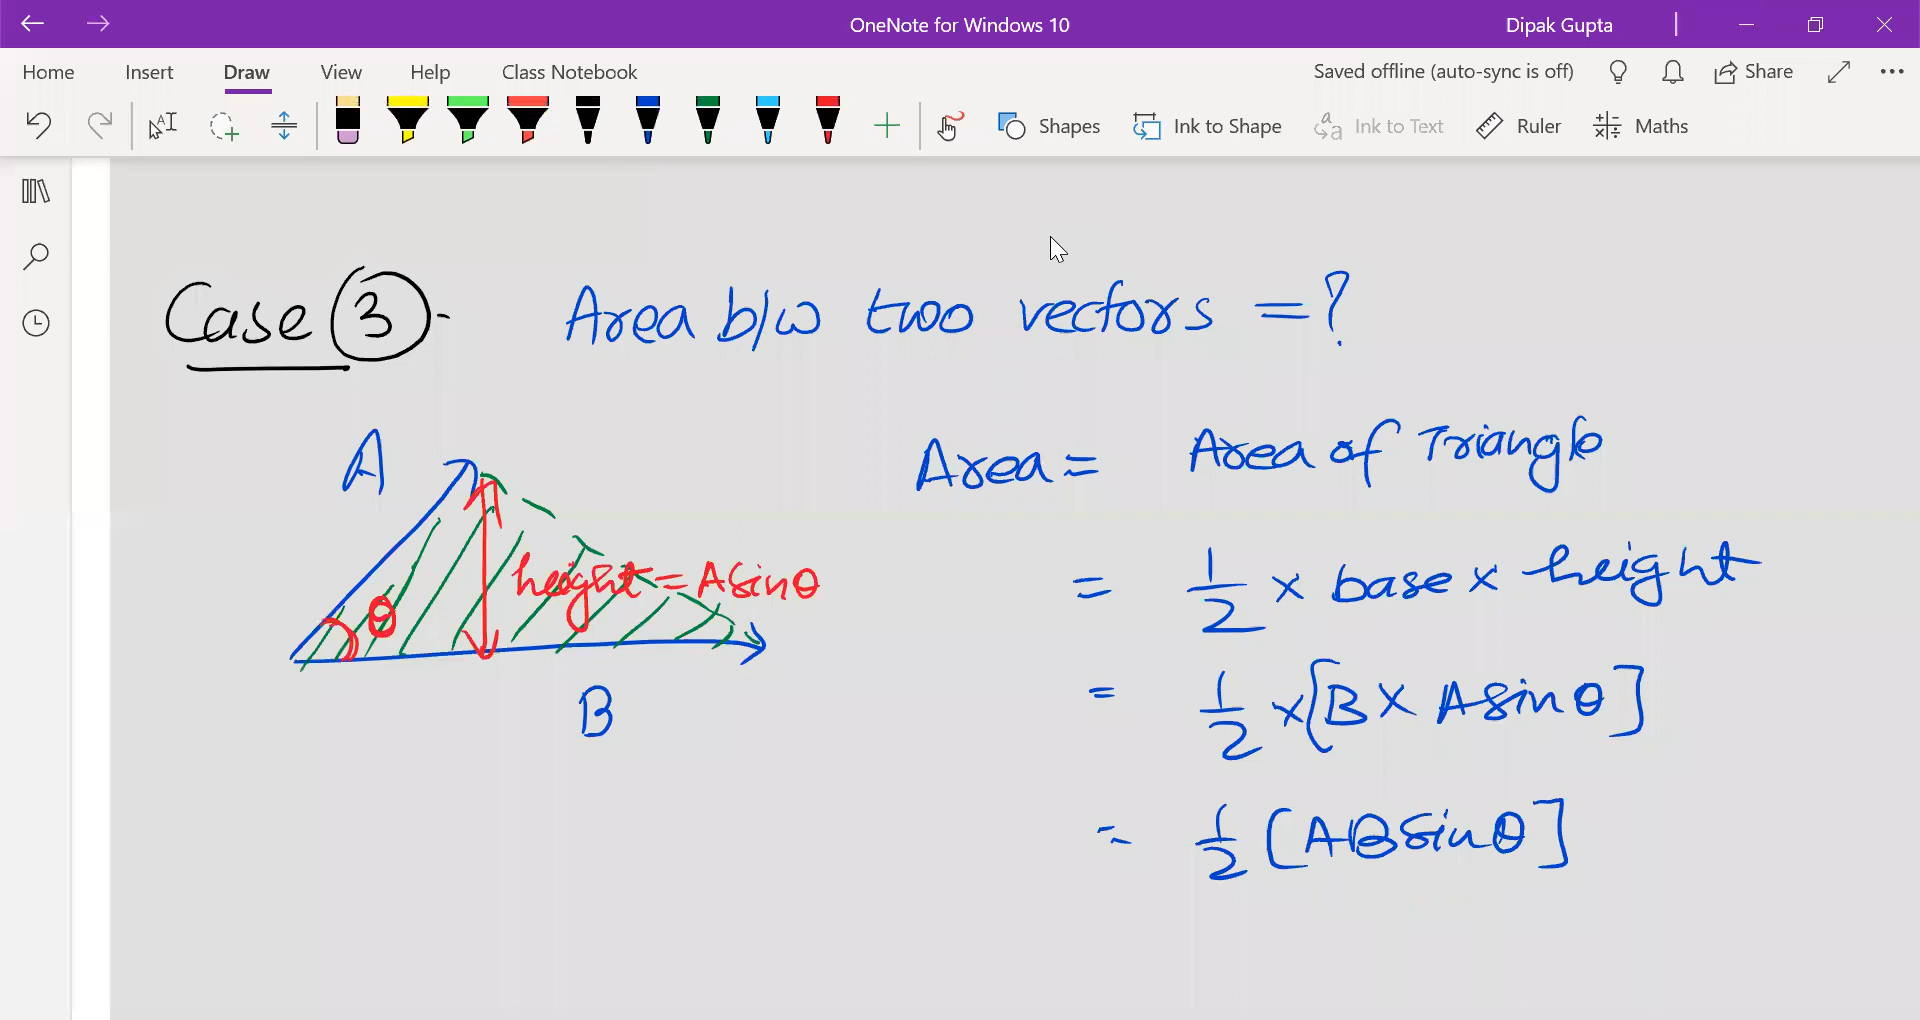 OneNote for Windows 10
Dipak Gupta
Home Insert Draw View Help Class Notebook
Saved offline (auto-sync is off) Share
Shapes Ink to Shape Ink to Text Ruler Maths
Case 3 - Area b/w two vectors = ?
A
θ
height = A sin θ
B
Area = Area of Triangle
= 1/2 × base × height
= 1/2 × [B × A sin θ]
= 1/2 [AB sin θ]